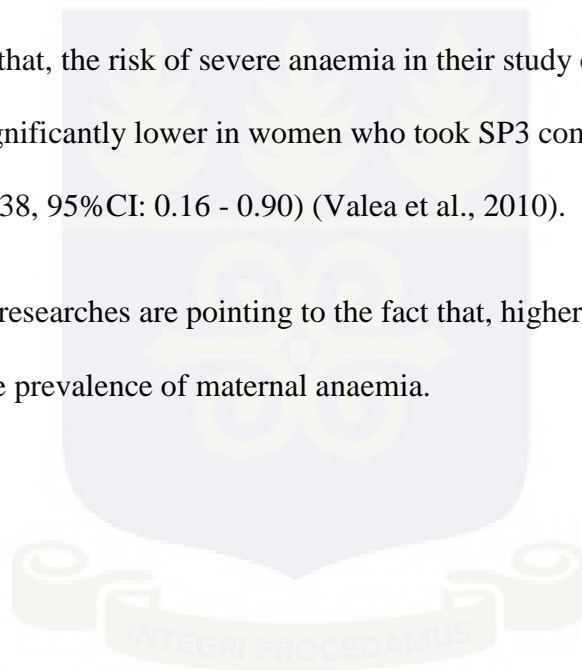 that, the risk of severe anaemia in their study
gnificantly lower in women who took SP3 con
38, 95%CI: 0.16 - 0.90) (Valea et al., 2010).
researches are pointing to the fact that, higher
e prevalence of maternal anaemia.
INTEGRI PROCEDAMUS